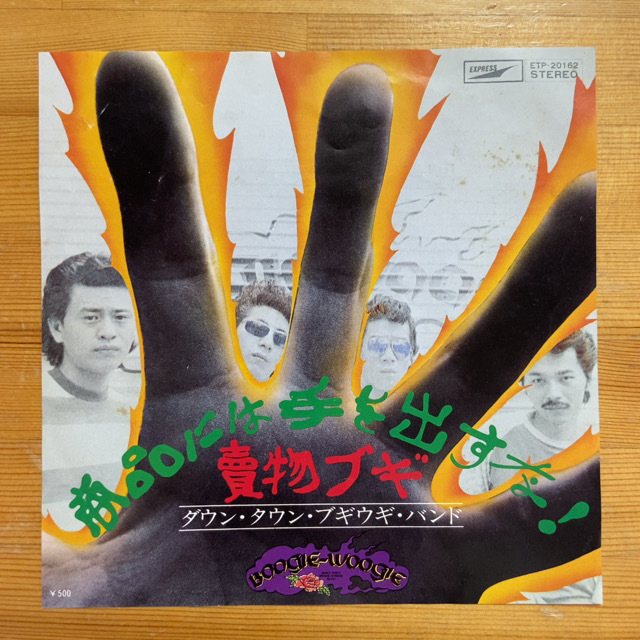 EXPRESS
ETP-20162
STEREO
商品には手を出すな!
賣物ブギ
ダウン・タウン・ブギウギ・バンド
BOOGIE-WOOGIE
¥500